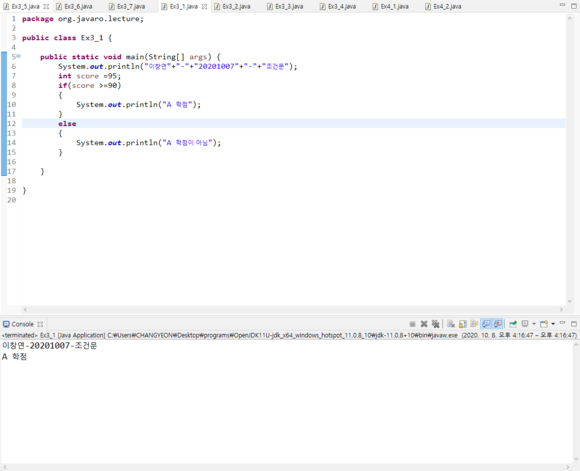 Ex3_5.java Ex3_6.java Ex3_7.java Ex3_1.java Ex3_2.java Ex3_3.java Ex3_4.java Ex4_1.java Ex4_2.java
1 package org.javaro.lecture;
2
3 public class Ex3_1 {
4
5 public static void main(String[] args) {
6 System.out.println("이창연"+"-"+"20201007"+"-"+"조건문");
7 int score =95;
8 if(score >=90)
9 {
10 System.out.println("A 학점");
11 }
12 else
13 {
14 System.out.println("A 학점이 아님");
15 }
16
17 }
18
19 }
20
Console
<terminated> Ex3_1 [Java Application] C:₩Users₩CHANGYEON₩Desktop₩programs₩OpenJDK11U-jdk_x64_windows_hotspot_11.0.8_10₩jdk-11.0.8+10₩bin₩javaw.exe (2020. 10. 8. 오후 4:16:47 – 오후 4:16:47)
이창연-20201007-조건문
A 학점